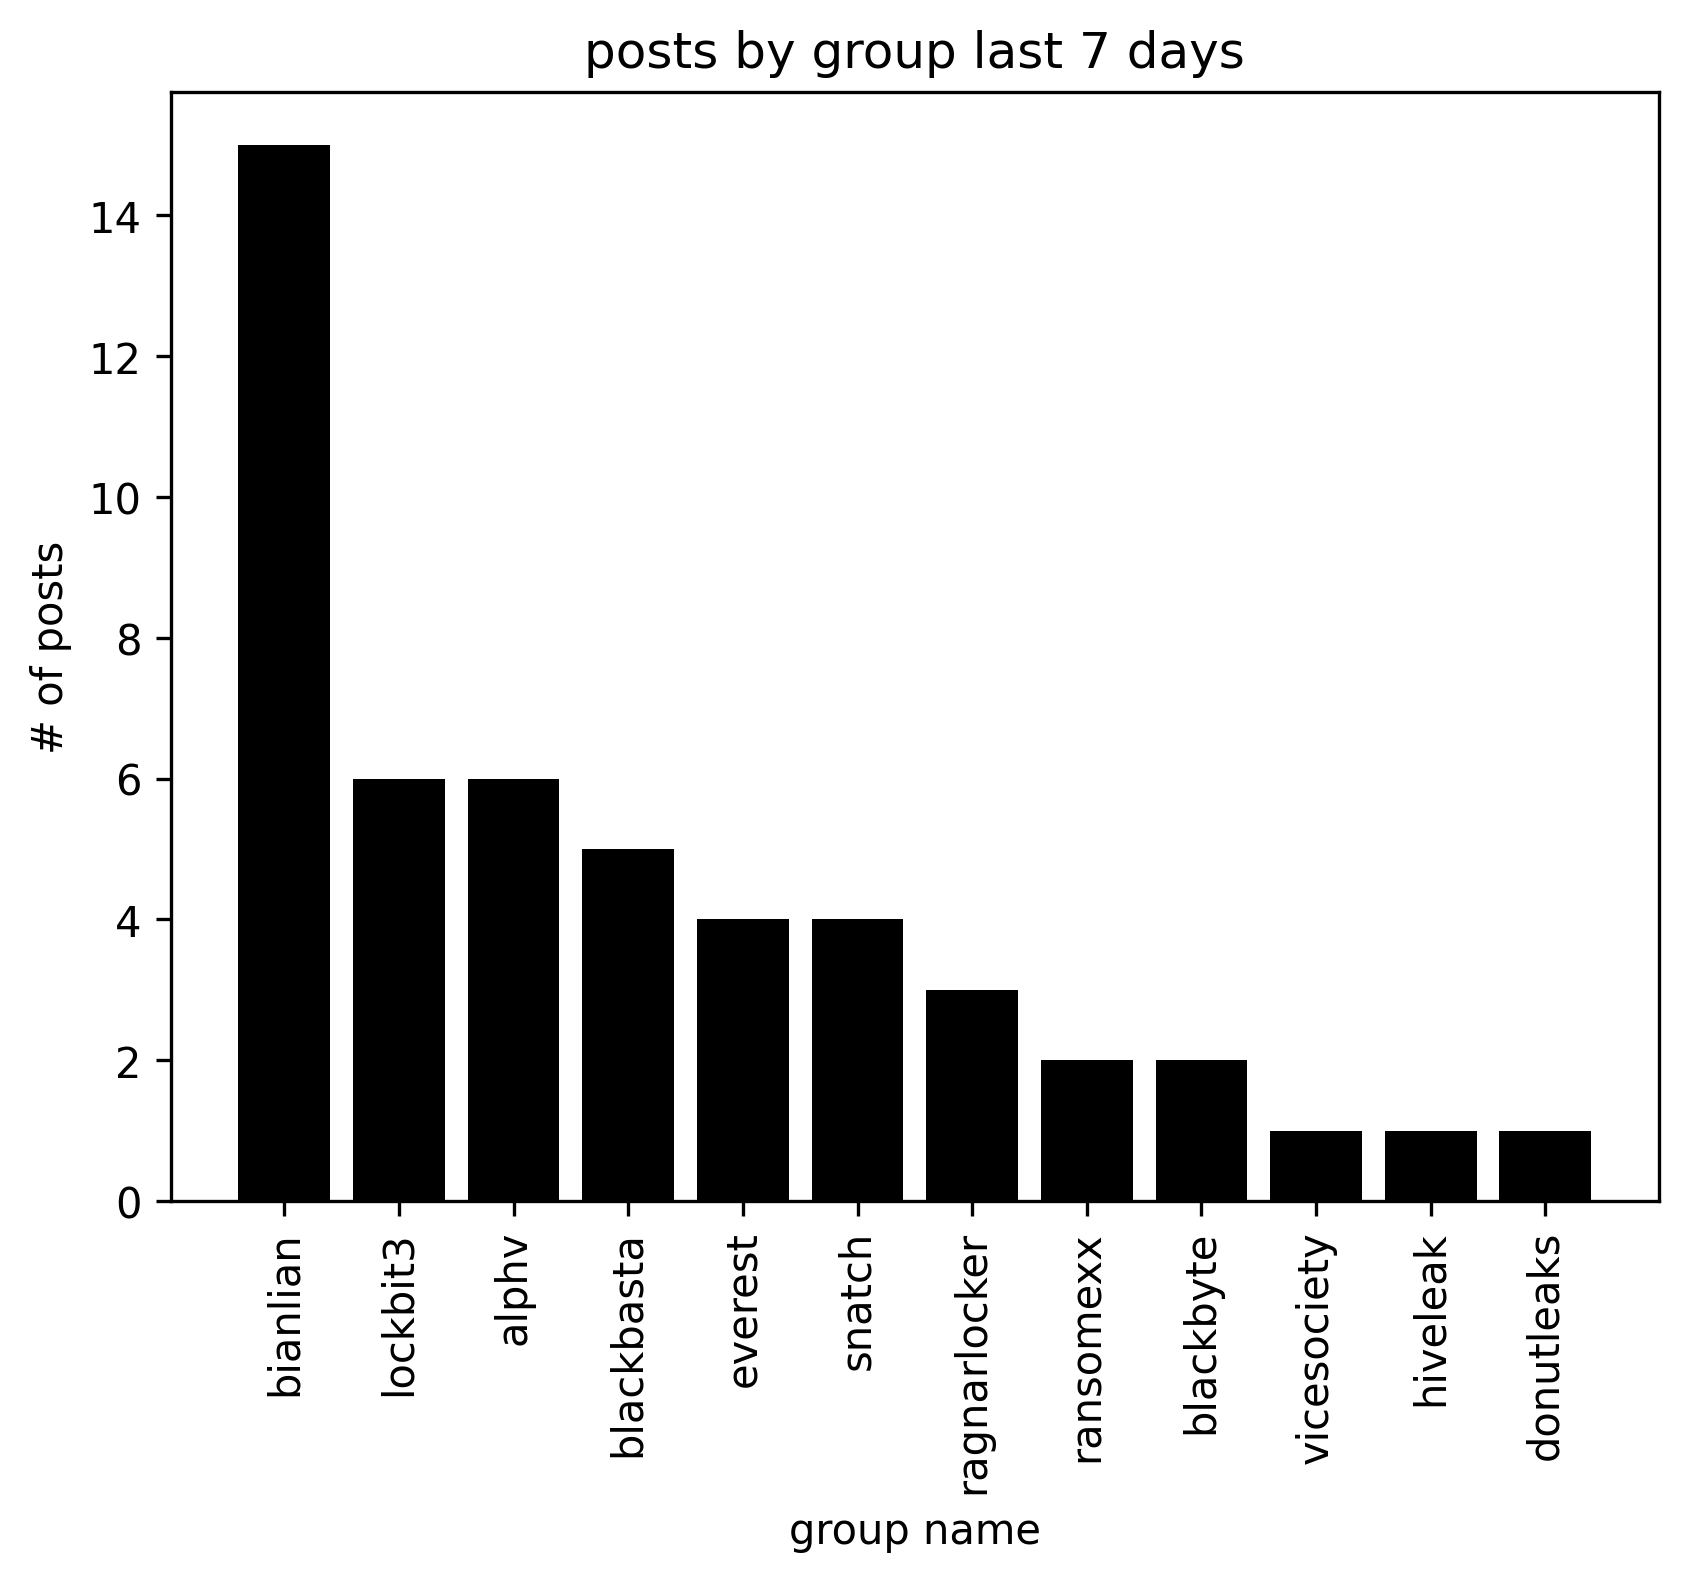 posts by group last 7 days
# of posts
14
12
10
8
6
4
2
0
bianlian
lockbit3
alphv
blackbasta
everest
snatch
ragnarlocker
ransomexx
blackbyte
vicesociety
hiveleak
donutleaks
group name